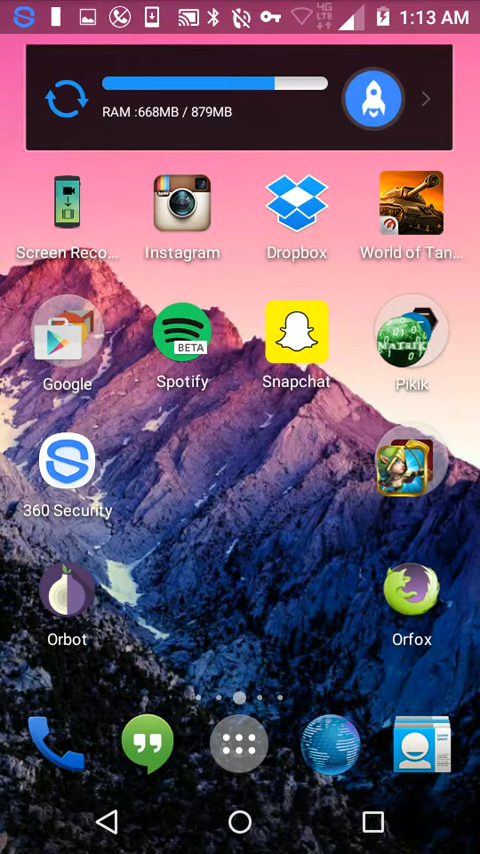 4G
LTE
1:13 AM
RAM :668MB / 879MB
Screen Reco...
Instagram
Dropbox
World of Tan...
Google
Spotify
BETA
Snapchat
Pikik
MATRIX
360 Security
Orbot
Orfox